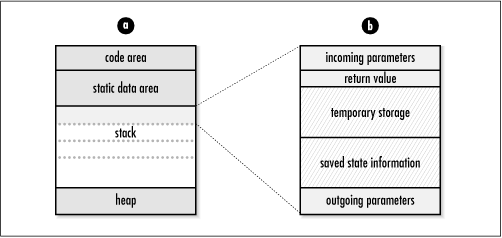 a
code area
static data area
stack
heap
b
incoming parameters
return value
temporary storage
saved state information
outgoing parameters